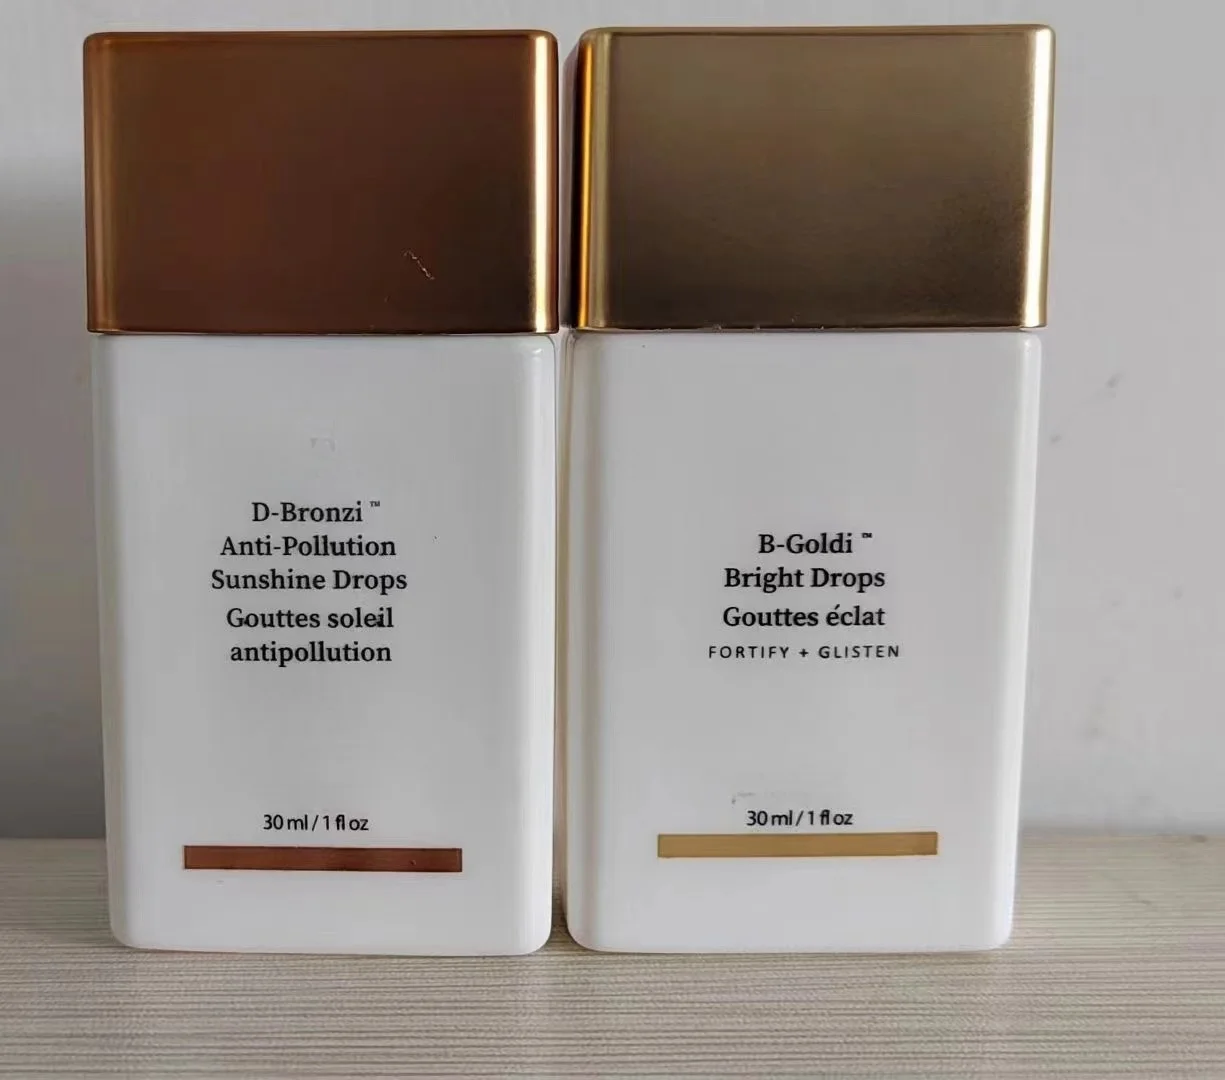 D-Bronzi ™
Anti-Pollution
Sunshine Drops
Gouttes soleil
antipollution
30 ml / 1 fl oz
B-Goldi ™
Bright Drops
Gouttes éclat
FORTIFY + GLISTEN
30 ml / 1 fl oz